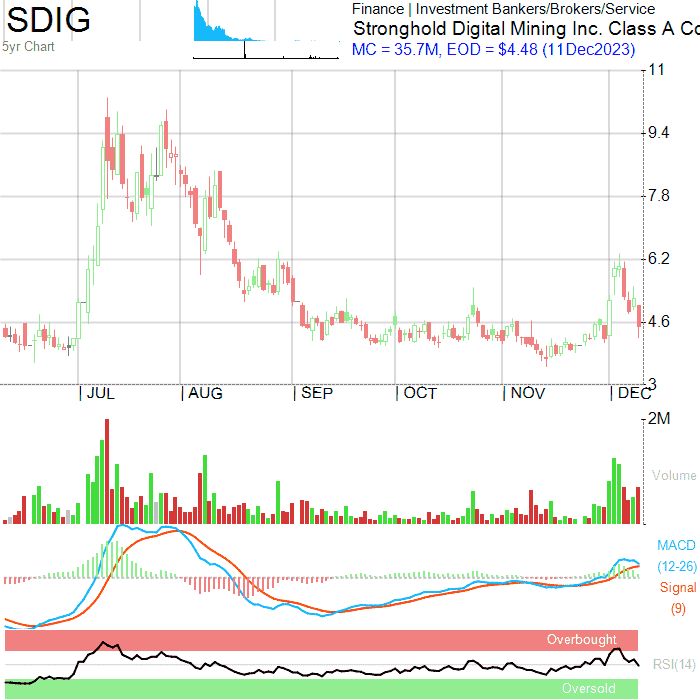 SDIG
5yr Chart
Finance | Investment Bankers/Brokers/Service
Stronghold Digital Mining Inc. Class A Co
MC = 35.7M, EOD = $4.48 (11Dec2023)
11
9.4
7.8
6.2
4.6
3
| JUL | AUG | SEP | OCT | NOV | DEC
2M
Volume
MACD
(12-26)
Signal
(9)
Overbought
RSI(14)
Oversold